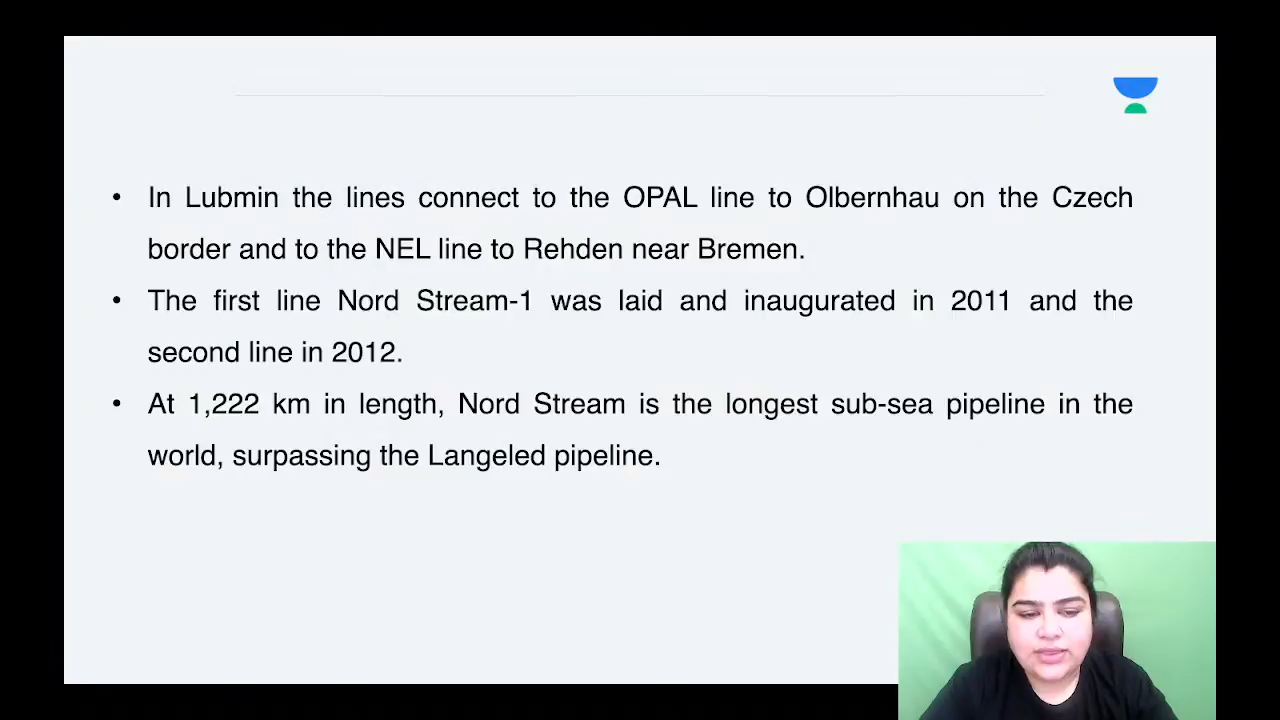 • In Lubmin the lines connect to the OPAL line to Olbernhau on the Czech
border and to the NEL line to Rehden near Bremen.
• The first line Nord Stream-1 was laid and inaugurated in 2011 and the
second line in 2012.
• At 1,222 km in length, Nord Stream is the longest sub-sea pipeline in the
world, surpassing the Langeled pipeline.